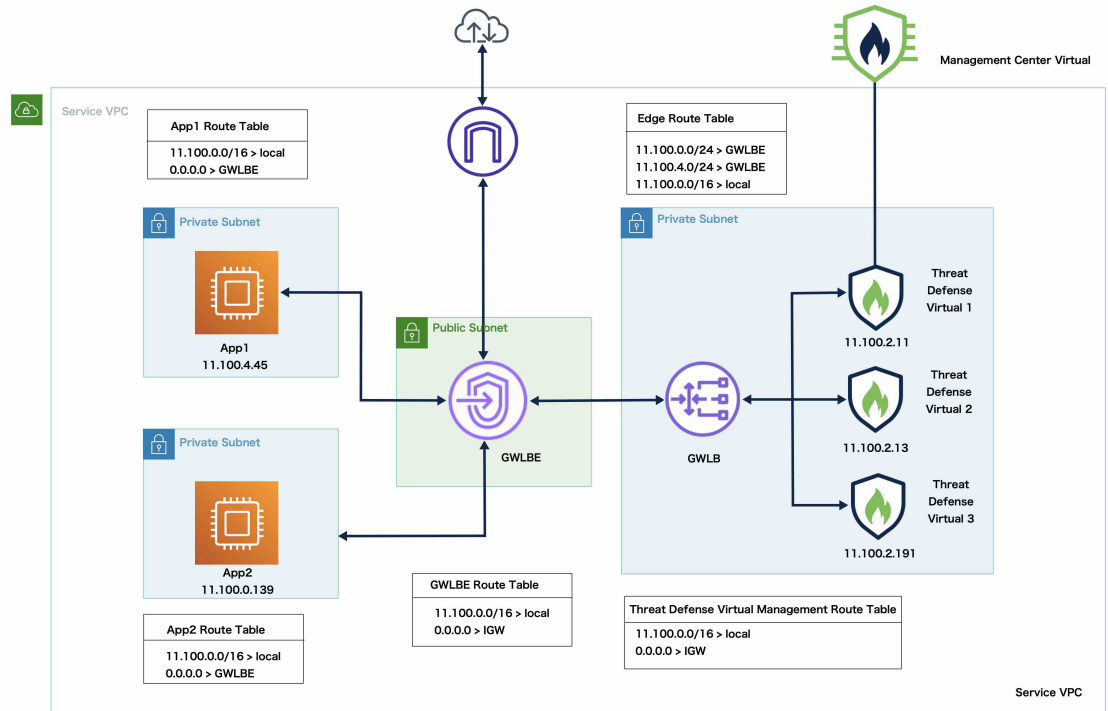 Management Center Virtual
Service VPC
App1 Route Table
11.100.0.0/16 > local
0.0.0.0 > GWLBE
Edge Route Table
11.100.0.0/24 > GWLBE
11.100.4.0/24 > GWLBE
11.100.0.0/16 > local
Private Subnet
App1
11.100.4.45
Private Subnet
Threat
Defense
Virtual 1
11.100.2.11
Public Subnet
GWLBE
GWLB
Threat
Defense
Virtual 2
11.100.2.13
Threat
Defense
Virtual 3
11.100.2.191
Private Subnet
App2
11.100.0.139
App2 Route Table
11.100.0.0/16 > local
0.0.0.0 > GWLBE
GWLBE Route Table
11.100.0.0/16 > local
0.0.0.0 > IGW
Threat Defense Virtual Management Route Table
11.100.0.0/16 > local
0.0.0.0 > IGW
Service VPC